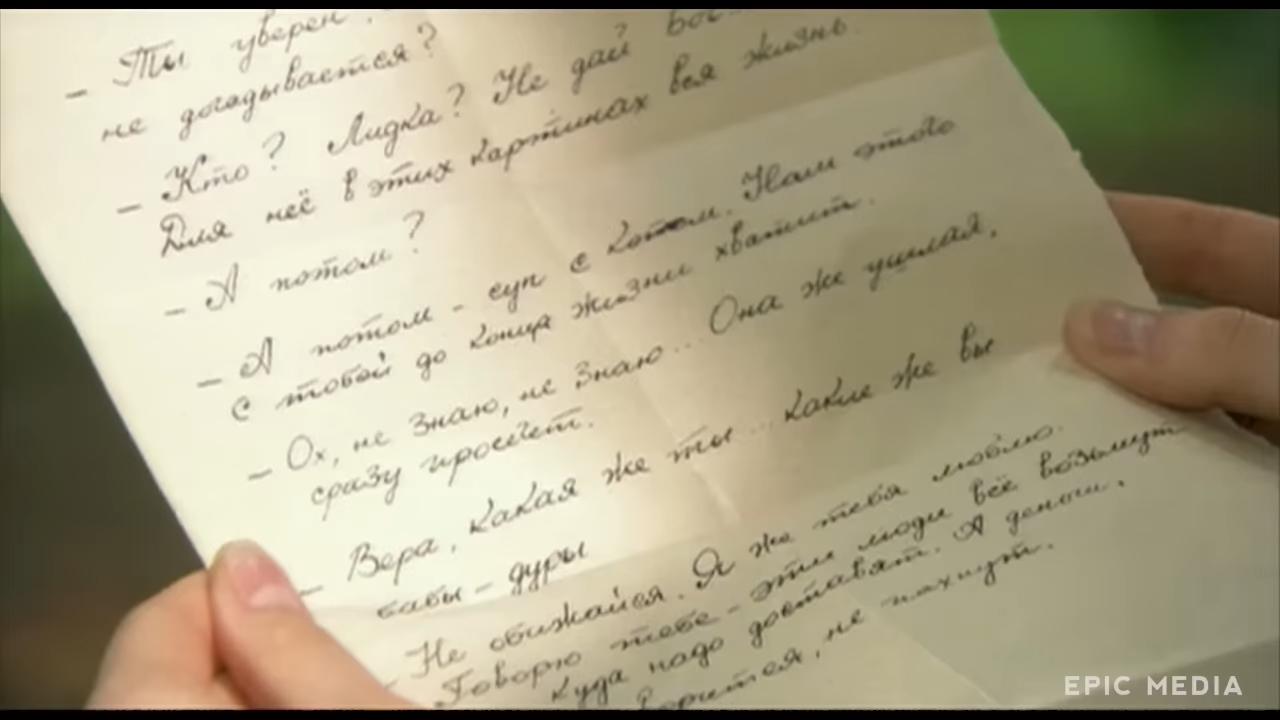 – Ты уверен,
не догадывается?
– Кто? Лидка? Не дай
Для неё в этих картинах вся жизнь.
– А потом?
– А потом – суп с котом. Нам этого
с тобой до конца жизни хватит.
– Ох, не знаю, не знаю... Она же ушлая,
сразу просечёт.
– Вера, какая же ты... какие же вы
бабы – дуры
– Не обижайся. Я же тебя люблю.
Говорю тебе – эти люди всё возьмут
куда надо доставят. А деньги,
не пахнут.
EPIC MEDIA